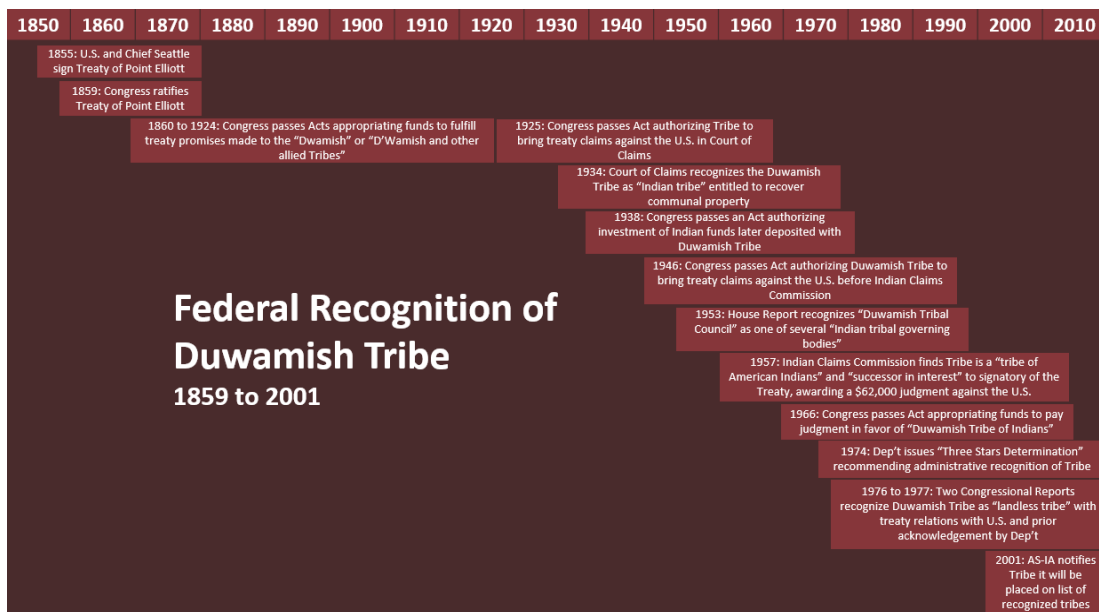 1850 1860 1870 1880 1890 1900 1910 1920 1930 1940 1950 1960 1970 1980 1990 2000 2010
1855: U.S. and Chief Seattle
sign Treaty of Point Elliott
1859: Congress ratifies
Treaty of Point Elliott
1860 to 1924: Congress passes Acts appropriating funds to fulfill
treaty promises made to the “Dwamish” or “D’Wamish and other
allied Tribes”
1925: Congress passes Act authorizing Tribe to
bring treaty claims against the U.S. in Court of
Claims
1934: Court of Claims recognizes the Duwamish
Tribe as “Indian tribe” entitled to recover
communal property
1938: Congress passes an Act authorizing
investment of Indian funds later deposited with
Duwamish Tribe
1946: Congress passes Act authorizing Duwamish Tribe to
bring treaty claims against the U.S. before Indian Claims
Commission
Federal Recognition of
Duwamish Tribe
1859 to 2001
1953: House Report recognizes “Duwamish Tribal
Council” as one of several “Indian tribal governing
bodies”
1957: Indian Claims Commission finds Tribe is a “tribe of
American Indians” and “successor in interest” to signatory of the
Treaty, awarding a $62,000 judgment against the U.S.
1966: Congress passes Act appropriating funds to pay
judgment in favor of “Duwamish Tribe of Indians”
1974: Dep’t issues “Three Stars Determination”
recommending administrative recognition of Tribe
1976 to 1977: Two Congressional Reports
recognize Duwamish Tribe as “landless tribe” with
treaty relations with U.S. and prior
acknowledgement by Dep’t
2001: AS-IA notifies
Tribe it will be
placed on list of
recognized tribes